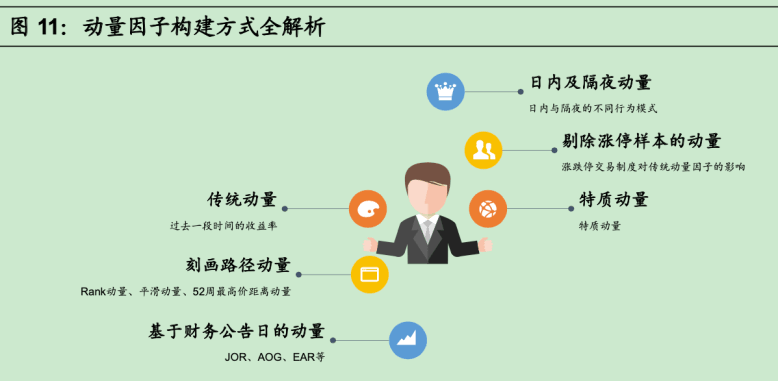 图 11：动量因子构建方式全解析
日内及隔夜动量
日内与隔夜的不同行为模式
剔除涨停样本的动量
涨跌停交易制度对传统动量因子的影响
传统动量
过去一段时间的收益率
特质动量
特质动量
刻画路径动量
Rank动量、平滑动量、52周最高价距离动量
基于财务公告日的动量
JOR、AOG、EAR等